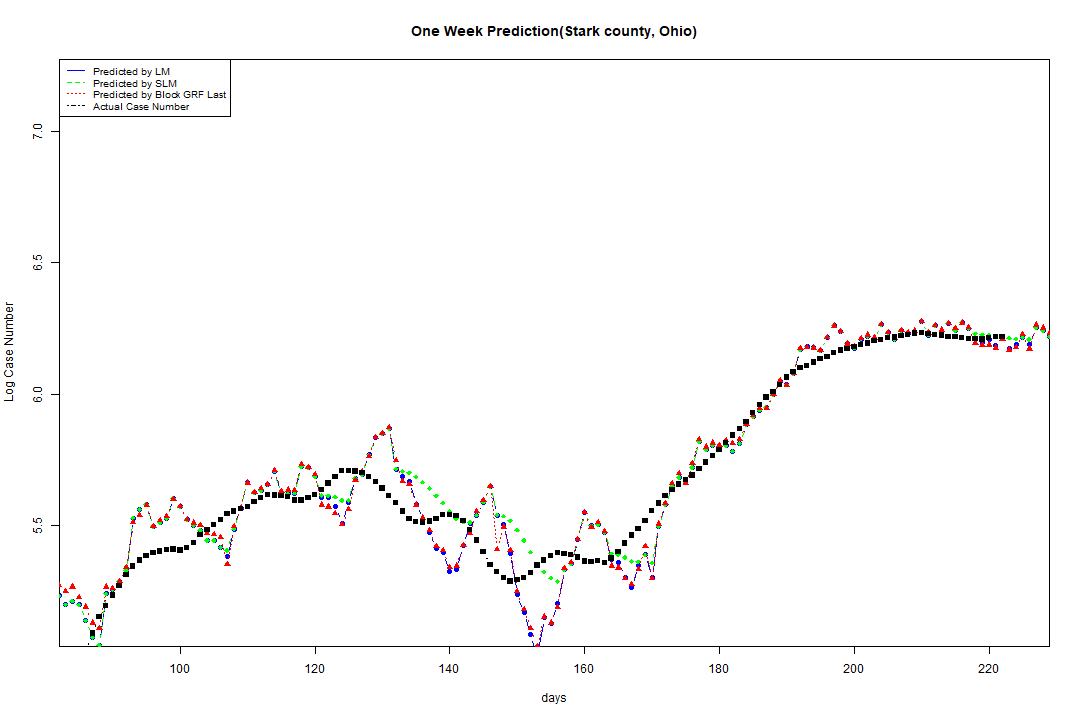 One Week Prediction(Stark county, Ohio)
Predicted by LM
Predicted by SLM
Predicted by Block GRF Last
Actual Case Number
7.0
6.5
6.0
5.5
Log Case Number
100 120 140 160 180 200 220
days